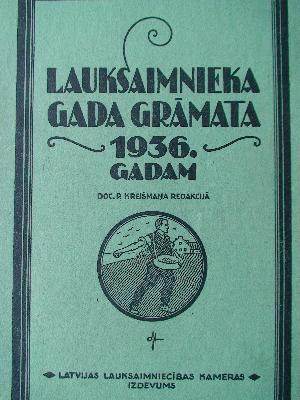 LAUKSAIMNIEKA
GADA GRĀMATA
1936.
GADAM
DOC. P. KREIŠMAŅA REDAKCIJĀ
LATVIJAS LAUKSAIMNIECĪBAS KAMERAS
IZDEVUMS